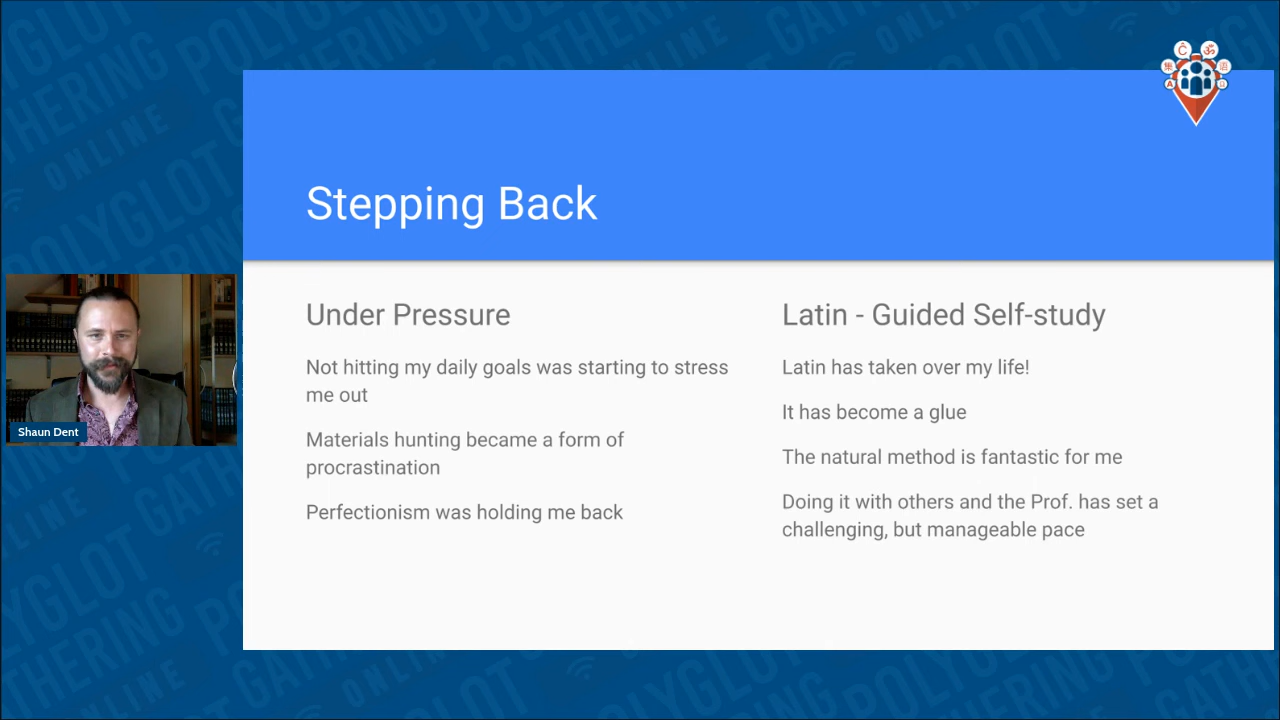 Stepping Back
Under Pressure
Not hitting my daily goals was starting to stress
me out
Materials hunting became a form of
procrastination
Perfectionism was holding me back
Latin - Guided Self-study
Latin has taken over my life!
It has become a glue
The natural method is fantastic for me
Doing it with others and the Prof. has set a
challenging, but manageable pace
Shaun Dent
POLYGLOT
GATHERING
ONLINE